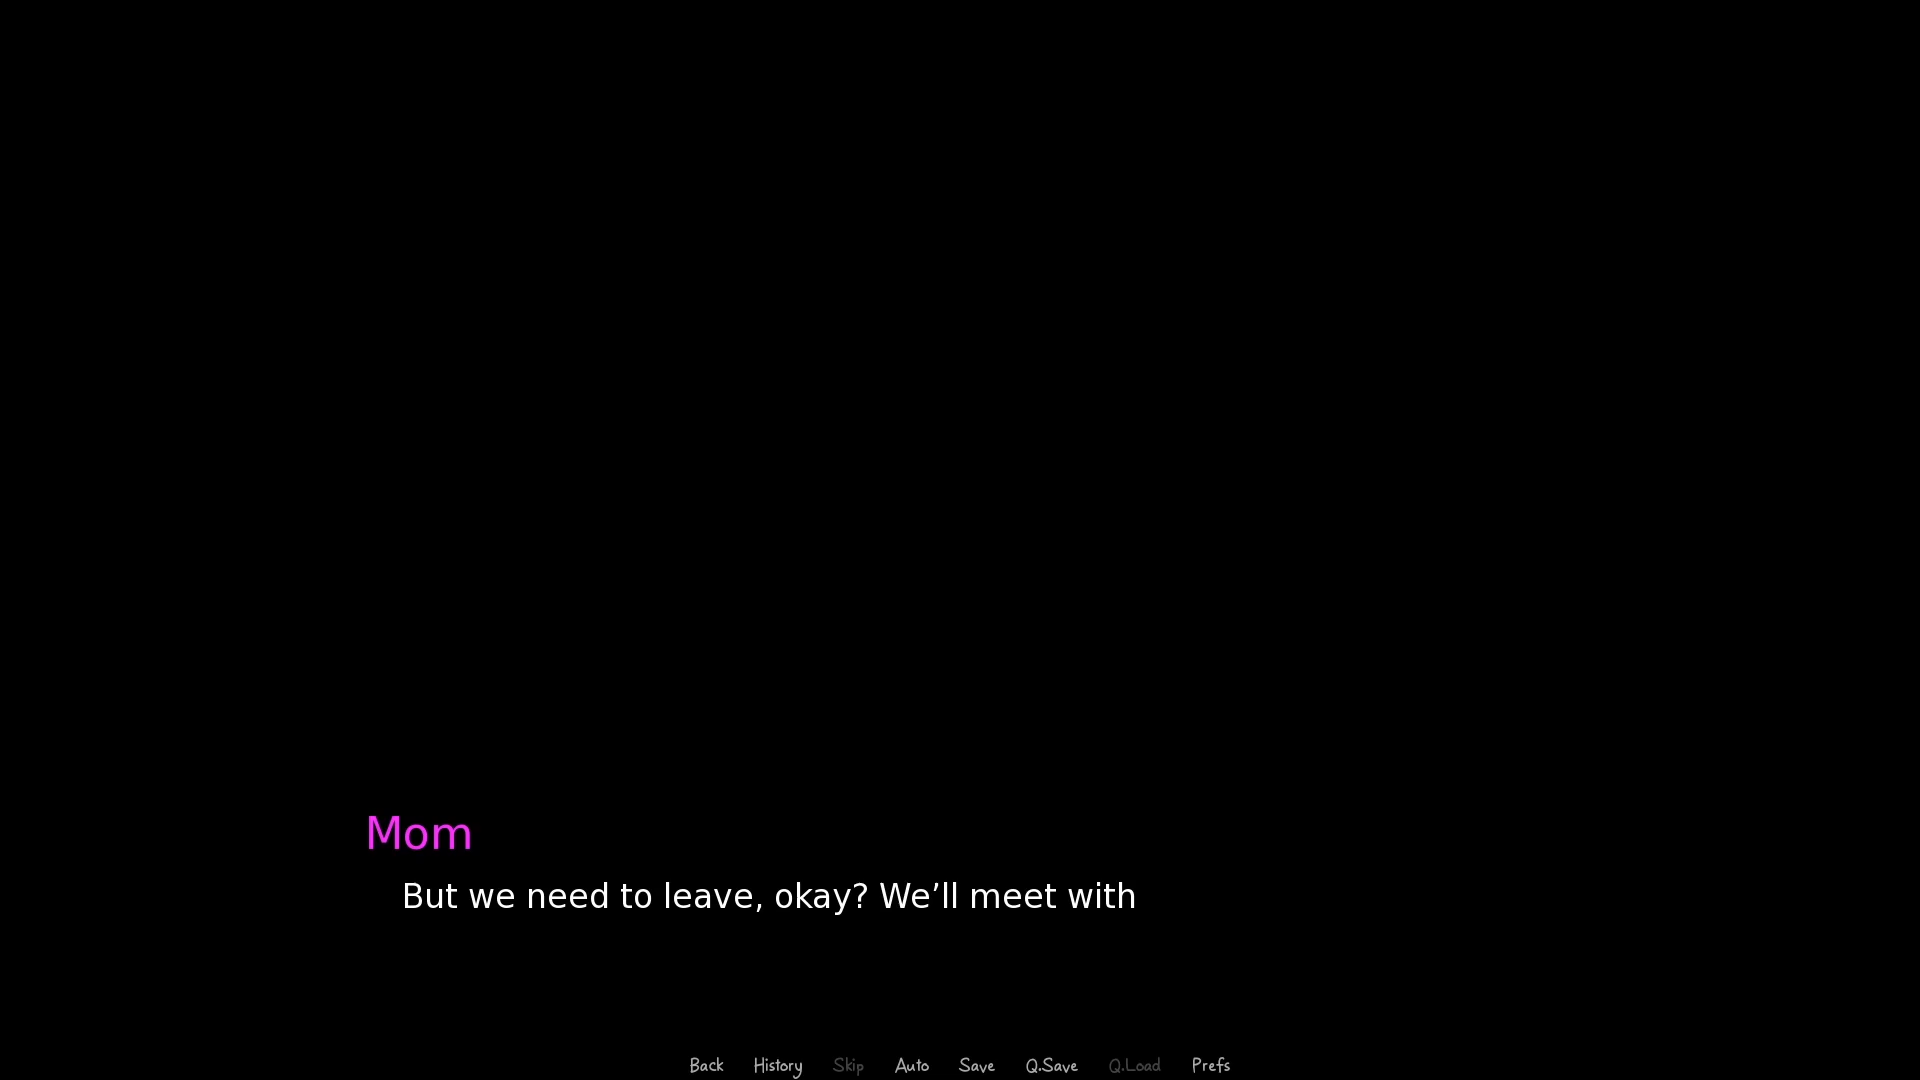 Mom
But we need to leave, okay? We’ll meet with
Back History Skip Auto Save Q.Save Q.Load Prefs